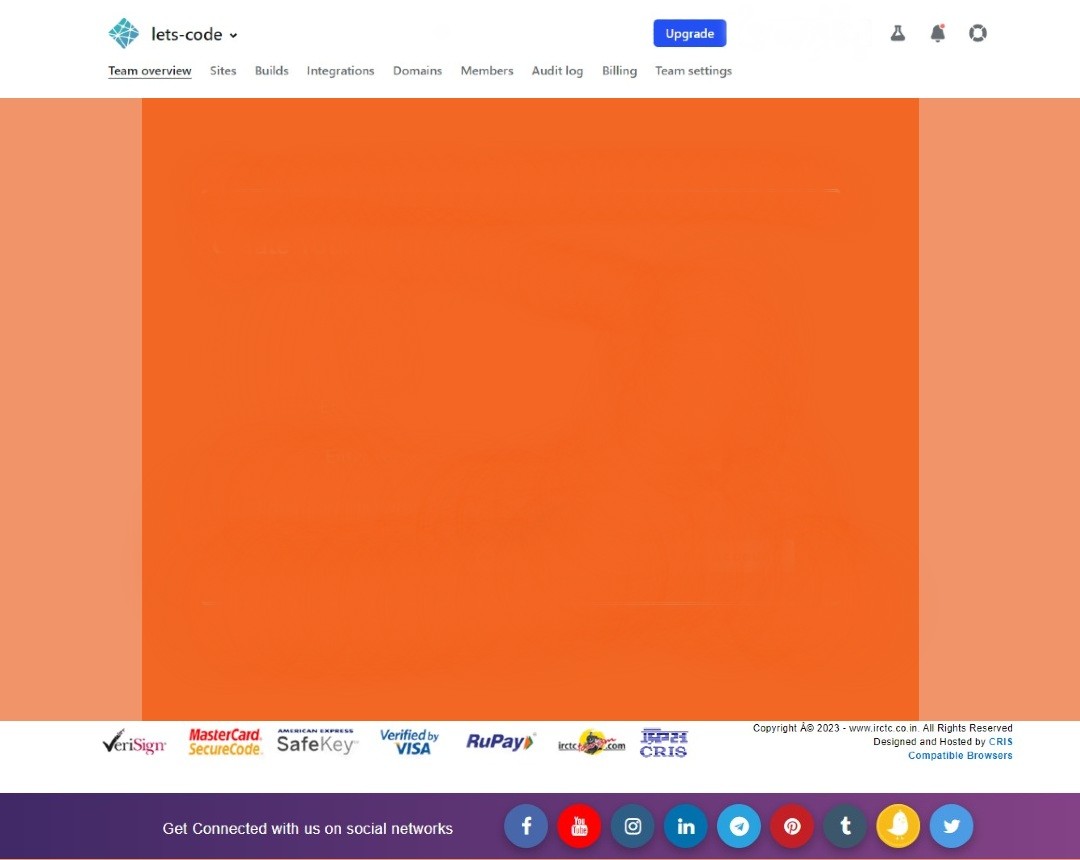 lets-code
Upgrade
Team overview Sites Builds Integrations Domains Members Audit log Billing Team settings
VeriSign
MasterCard.
SecureCode.
AMERICAN EXPRESS
SafeKey
Verified by
VISA
RuPay
irctc.com
CRIS
Copyright Â© 2023 - www.irctc.co.in. All Rights Reserved
Designed and Hosted by CRIS
Compatible Browsers
Get Connected with us on social networks
You
Tube